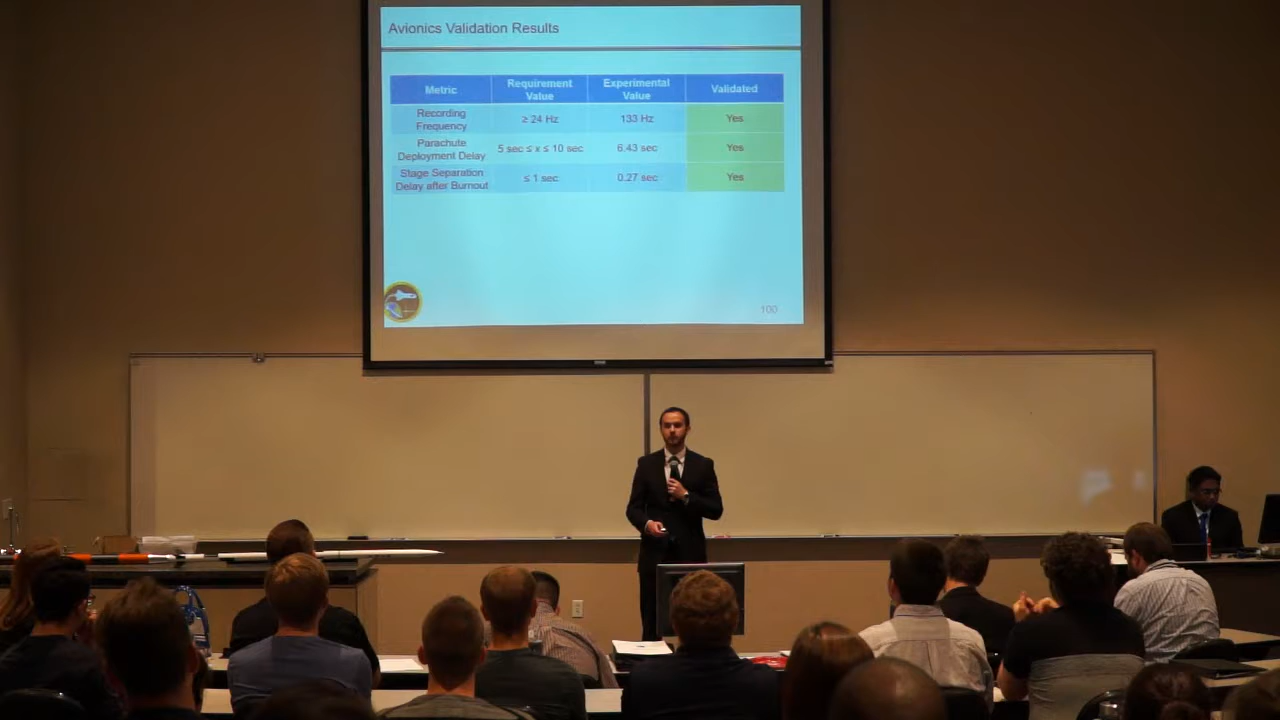 Avionics Validation Results
Metric
Requirement
Value
Experimental
Value
Validated
Recording
Frequency
≥ 24 Hz
133 Hz
Yes
Parachute
Deployment Delay
5 sec ≤ x ≤ 10 sec
6.43 sec
Yes
Stage Separation
Delay after Burnout
≤ 1 sec
0.27 sec
Yes
100